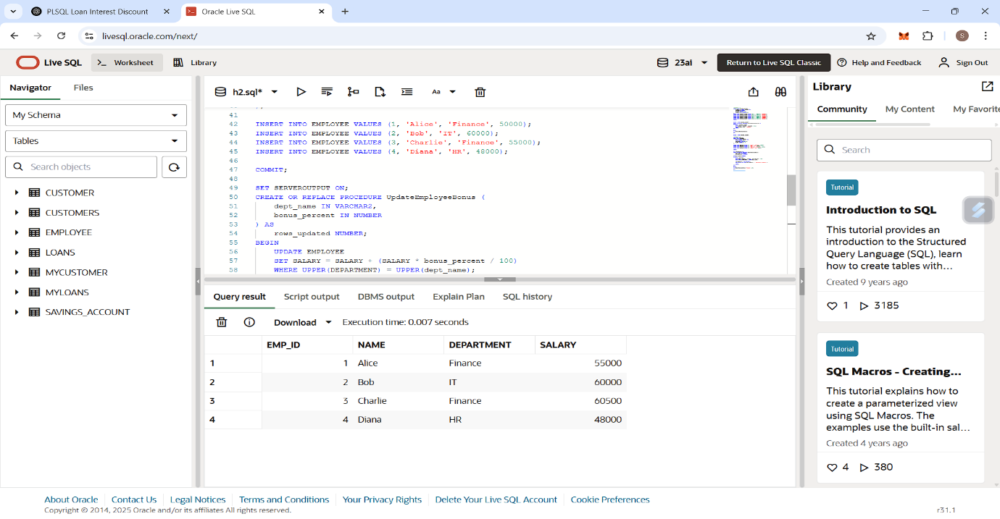 PLSQL Loan Interest Discount
Oracle Live SQL
livesql.oracle.com/next/
S
Live SQL
Worksheet
Library
23ai
Return to Live SQL Classic
Help and Feedback
Sign Out
Navigator
Files
My Schema
Tables
Search objects
CUSTOMER
CUSTOMERS
EMPLOYEE
LOANS
MYCUSTOMER
MYLOANS
SAVINGS_ACCOUNT
h2.sql*
Aa
41
42 INSERT INTO EMPLOYEE VALUES (1, 'Alice', 'Finance', 50000);
43 INSERT INTO EMPLOYEE VALUES (2, 'Bob', 'IT', 60000);
44 INSERT INTO EMPLOYEE VALUES (3, 'Charlie', 'Finance', 55000);
45 INSERT INTO EMPLOYEE VALUES (4, 'Diana', 'HR', 48000);
46
47 COMMIT;
48
49 SET SERVEROUTPUT ON;
50 CREATE OR REPLACE PROCEDURE UpdateEmployeeBonus (
51 dept_name IN VARCHAR2,
52 bonus_percent IN NUMBER
53 ) AS
54 rows_updated NUMBER;
55 BEGIN
56 UPDATE EMPLOYEE
57 SET SALARY = SALARY + (SALARY * bonus_percent / 100)
58 WHERE UPPER(DEPARTMENT) = UPPER(dept_name);
Query result
Script output
DBMS output
Explain Plan
SQL history
Download
Execution time: 0.007 seconds
EMP_ID NAME DEPARTMENT SALARY
1 1 Alice Finance 55000
2 2 Bob IT 60000
3 3 Charlie Finance 60500
4 4 Diana HR 48000
Library
Community
My Content
My Favorite
Search
Tutorial
Introduction to SQL
This tutorial provides an
introduction to the Structured
Query Language (SQL), learn
how to create tables with...
Created 9 years ago
1 3185
Tutorial
SQL Macros - Creating...
This tutorial explains how to
create a parameterized view
using SQL Macros. The
examples use the built-in sal...
Created 4 years ago
4 380
About Oracle
Contact Us
Legal Notices
Terms and Conditions
Your Privacy Rights
Delete Your Live SQL Account
Cookie Preferences
Copyright © 2014, 2025 Oracle and/or its affiliates All rights reserved.
r31.1